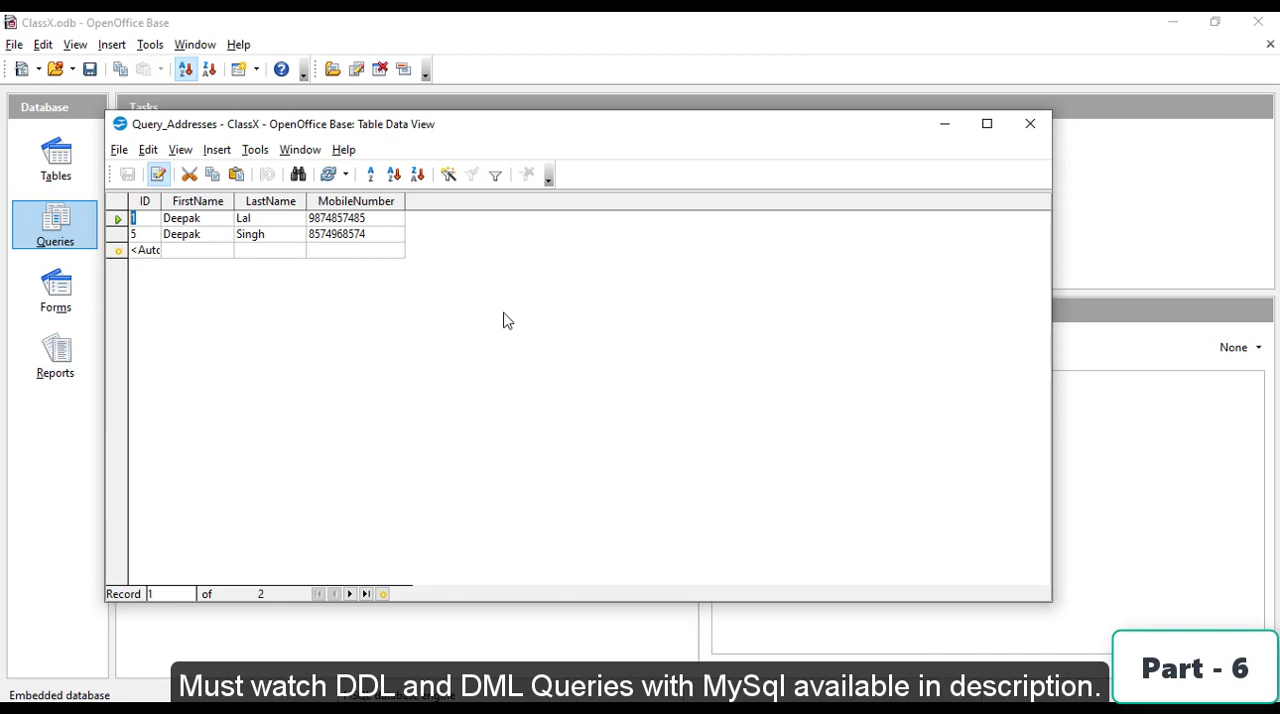 ClassX.odb - OpenOffice Base
File Edit View Insert Tools Window Help
Database
Tasks
Query_Addresses - ClassX - OpenOffice Base: Table Data View
File Edit View Insert Tools Window Help
Tables
Queries
Forms
Reports
ID FirstName LastName MobileNumber
1 Deepak Lal 9874857485
5 Deepak Singh 8574968574
<Auto
None
Record 1 of 2
Part - 6
Must watch DDL and DML Queries with MySql available in description.
Embedded database